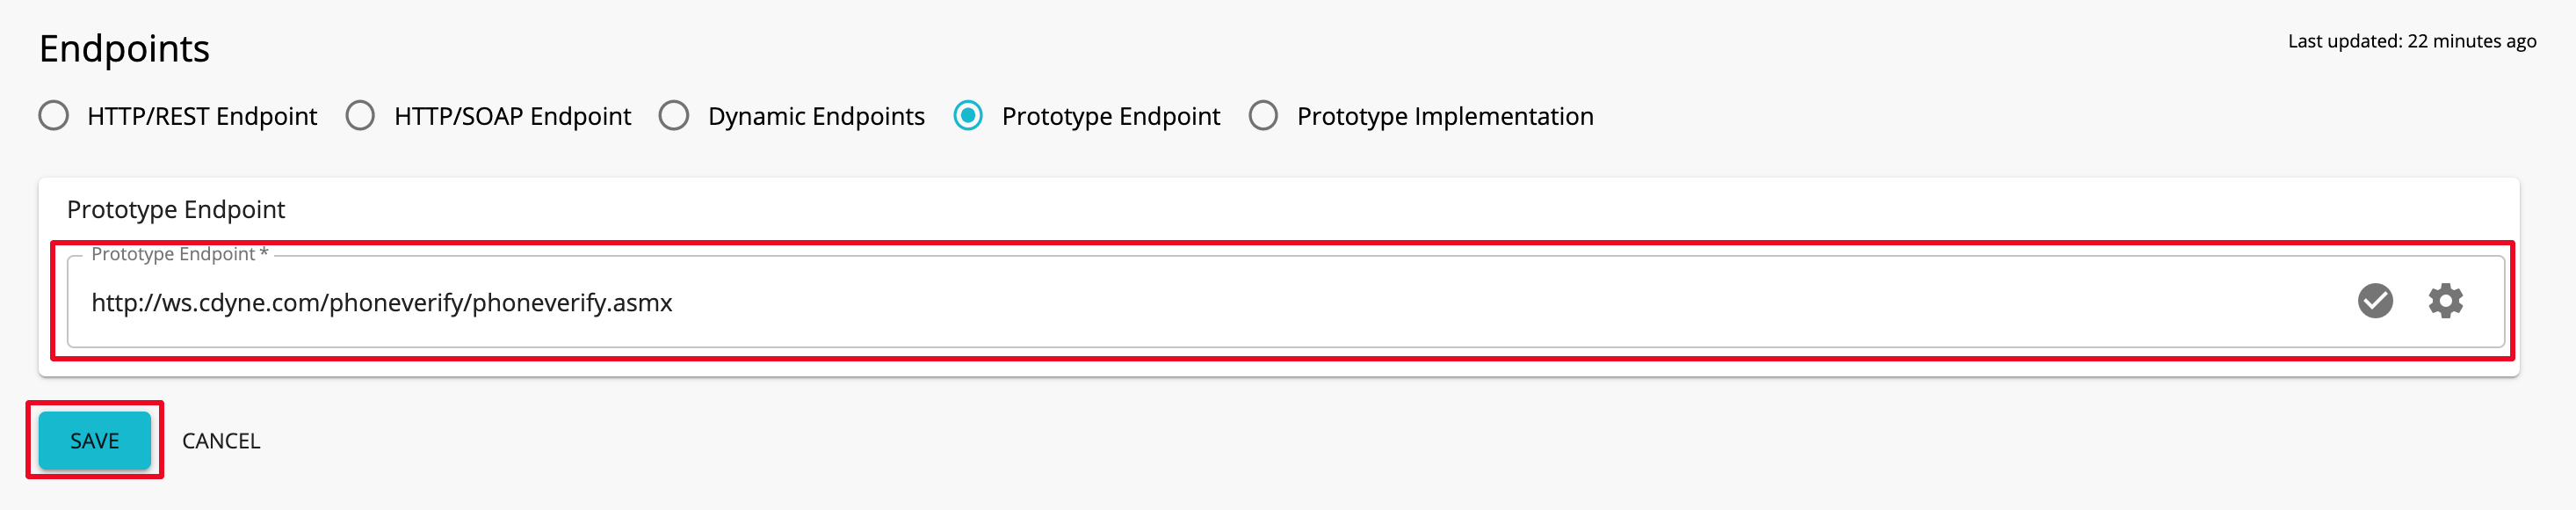 Endpoints
Last updated: 22 minutes ago
HTTP/REST Endpoint HTTP/SOAP Endpoint Dynamic Endpoints Prototype Endpoint Prototype Implementation
Prototype Endpoint
Prototype Endpoint *
http://ws.cdyne.com/phoneverify/phoneverify.asmx
SAVE CANCEL